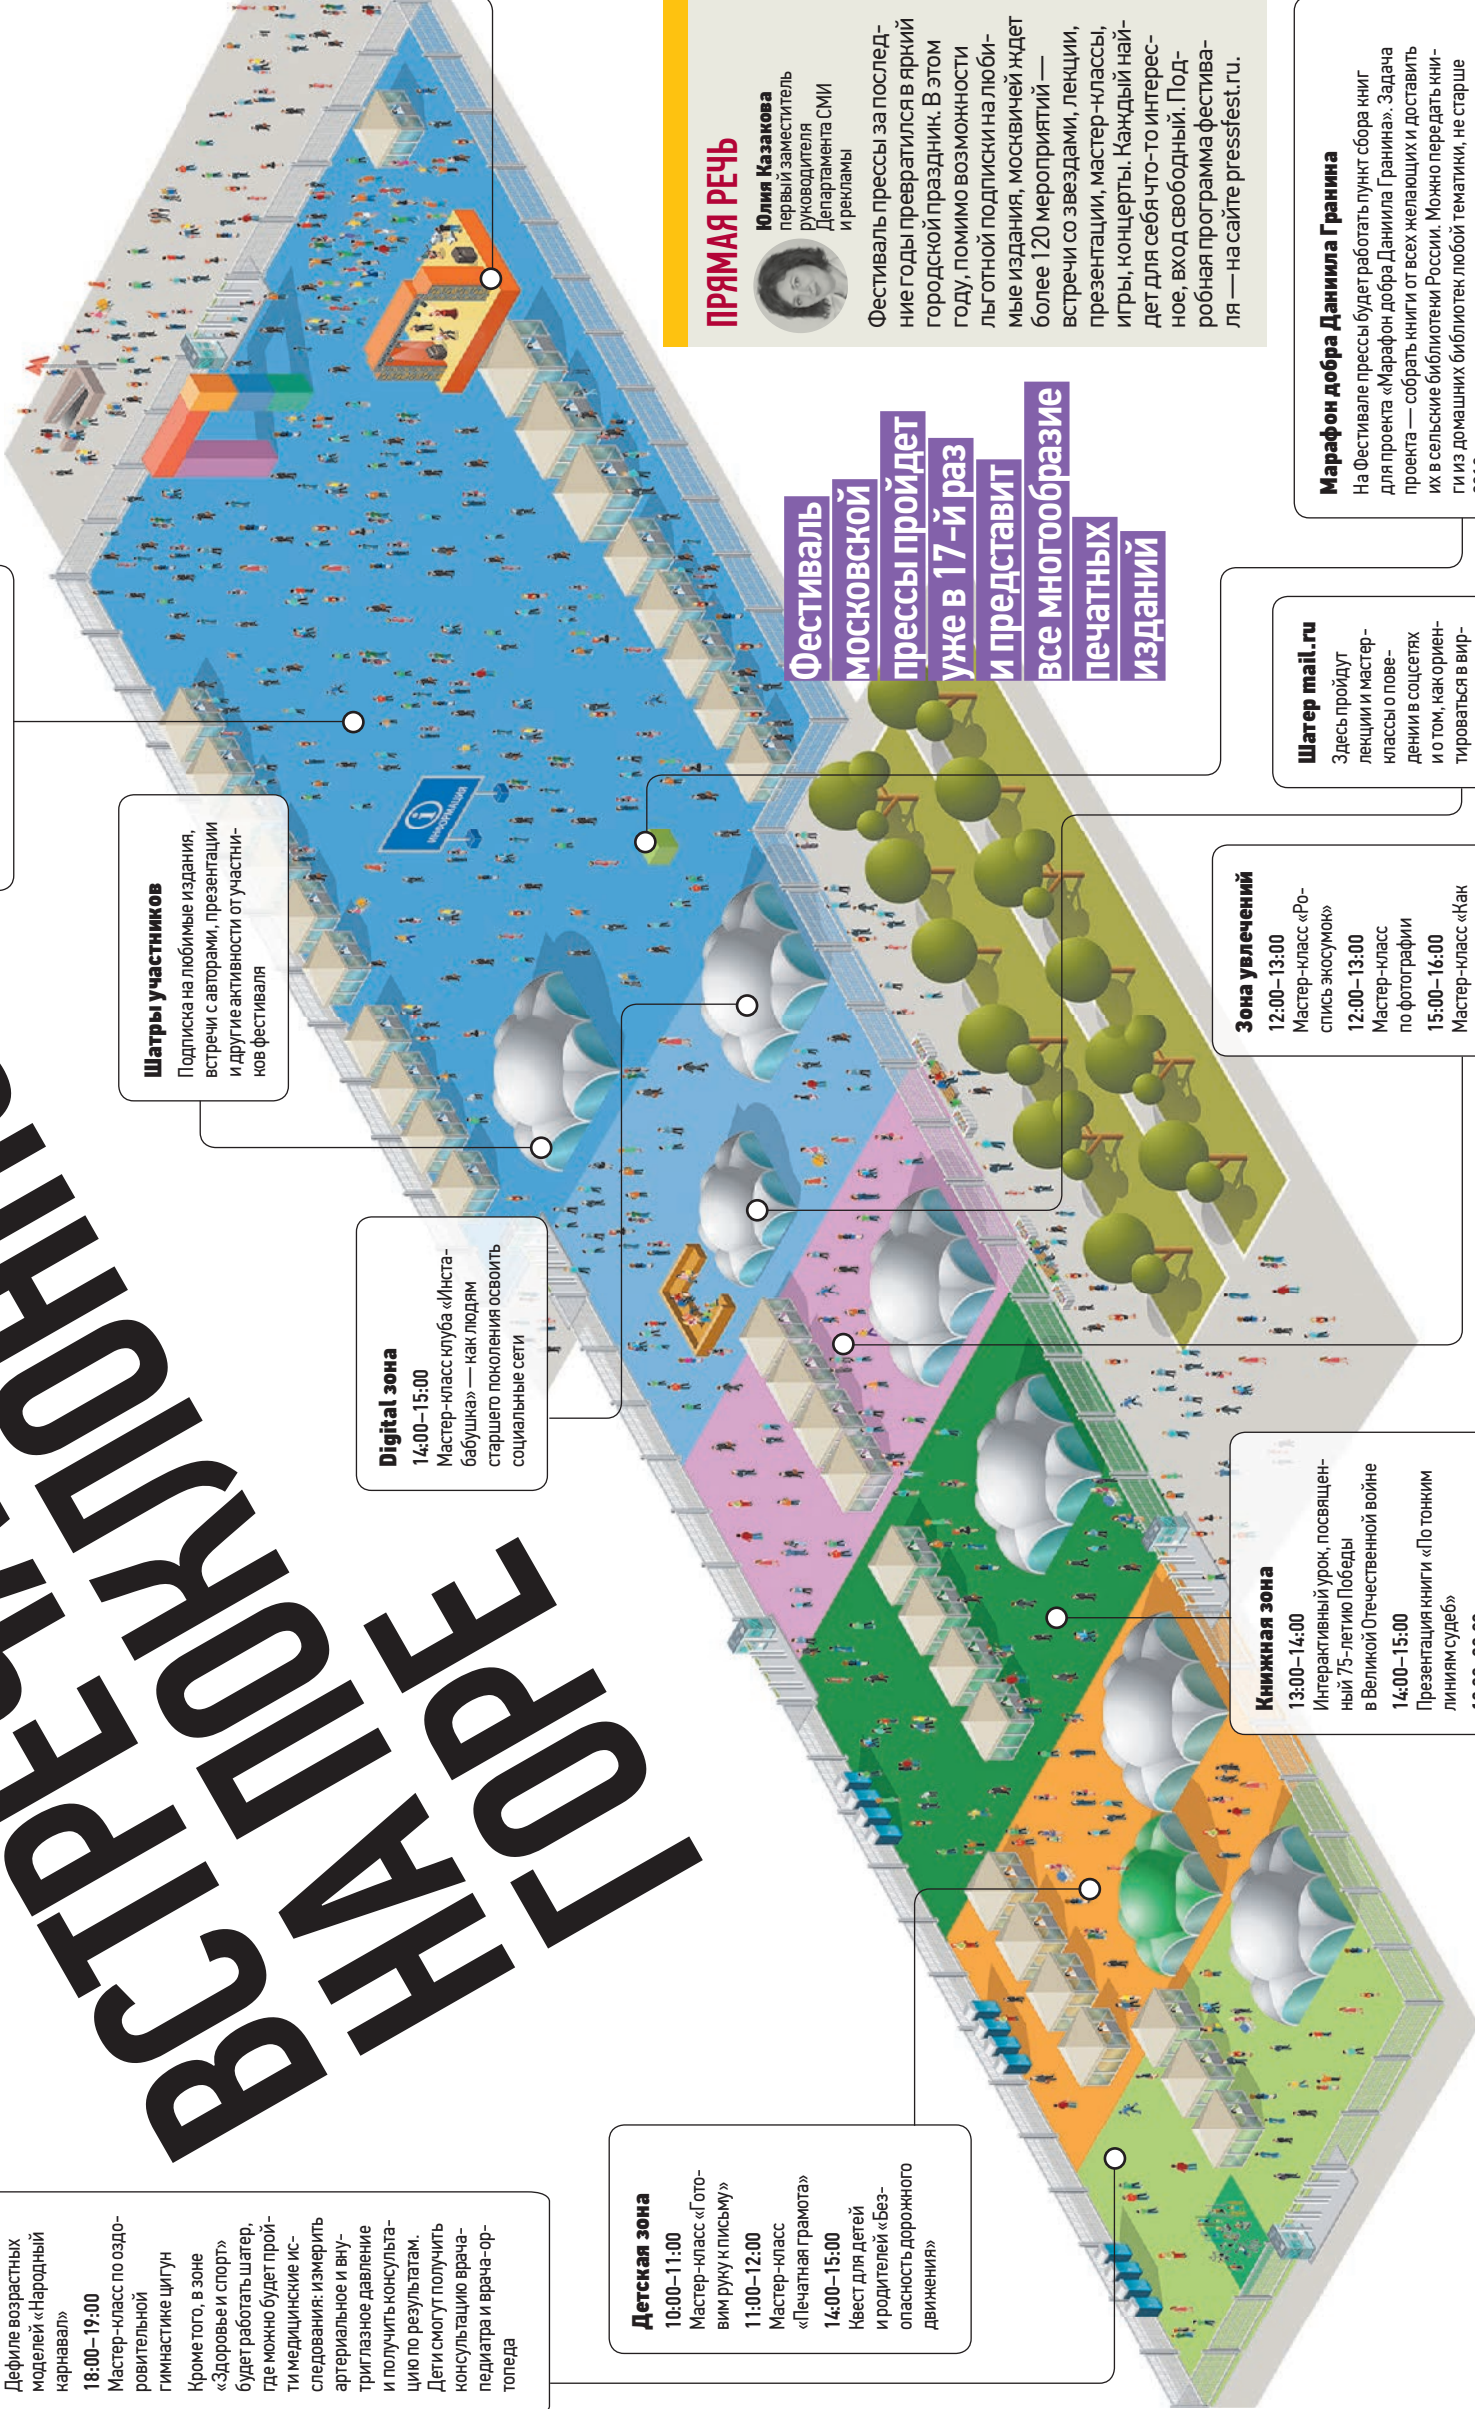 Дефиле возрастных
моделей «Народный
карнавал»
18:00–19:00
Мастер-класс по оздо-
ровительной
гимнастике цигун
Кроме того, в зоне
«Здоровье и спорт»
будет работать шатер,
где можно будет прой-
ти медицинские ис-
следования: измерить
артериальное и вну-
триглазное давление
и получить консульта-
цию по результатам.
Дети смогут получить
консультацию врача-
педиатра и врача-ор-
топеда
ВСТРЕ
НА ПОКЛОННО
ГОРЕ
Шатры участников
Подписка на любимые издания,
встречи с авторами, презентации
и другие активности от участни-
ков фестиваля
Digital зона
14:00–15:00
Мастер-класс клуба «Инста-
бабушка» — как людям
старшего поколения освоить
социальные сети
ИНФОРМАЦИЯ
Детская зона
10:00–11:00
Мастер-класс «Гото-
вим руку к письму»
11:00–12:00
Мастер-класс
«Печатная грамота»
14:00–15:00
Квест для детей
и родителей «Без-
опасность дорожного
движения»
Фестиваль
московской
прессы пройдет
уже в 17-й раз
и представит
все многообразие
печатных
изданий
ПРЯМАЯ РЕЧЬ
Юлия Казакова
первый заместитель
руководителя
Департамента СМИ
и рекламы
Фестиваль прессы за послед-
ние годы превратился в яркий
городской праздник. В этом
году, помимо возможности
льготной подписки на люби-
мые издания, москвичей ждет
более 120 мероприятий —
встречи со звездами, лекции,
презентации, мастер-классы,
игры, концерты. Каждый най-
дет для себя что-то интерес-
ное, вход свободный. Под-
робная программа фестива-
ля — на сайте pressfest.ru.
Книжная зона
13:00–14:00
Интерактивный урок, посвящен-
ный 75-летию Победы
в Великой Отечественной войне
14:00–15:00
Презентация книги «По тонким
линиям судеб»
Зона увлечений
12:00–13:00
Мастер-класс «Ро-
спись экосумок»
12:00–13:00
Мастер-класс
по фотографии
15:00–16:00
Мастер-класс «Как
Шатер mail.ru
Здесь пройдут
лекции и мастер-
классы о пове-
дении в соцсетях
и о том, как ориен-
тироваться в вир-
Марафон добра Даниила Гранина
На Фестивале прессы будет работать пункт сбора книг
для проекта «Марафон добра Даниила Гранина». Задача
проекта — собрать книги от всех желающих и доставить
их в сельские библиотеки России. Можно передать кни-
ги из домашних библиотек любой тематики, не старше